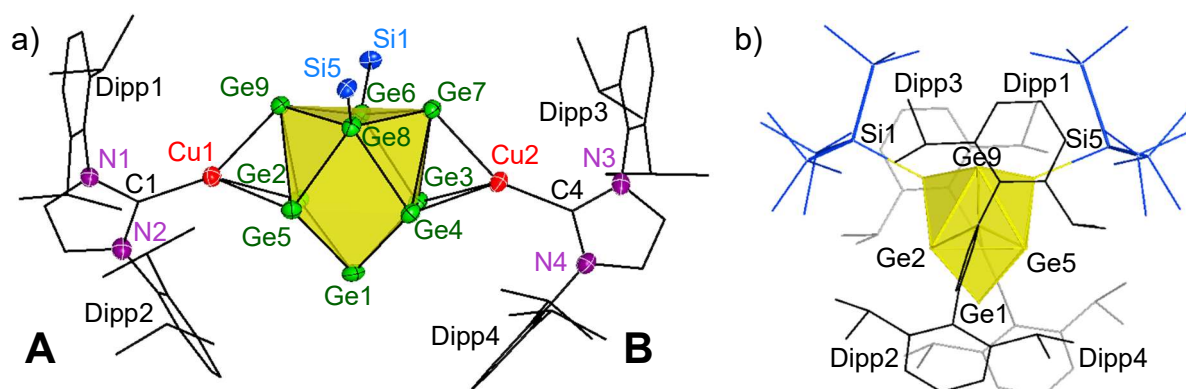 a)
Si1
Si5
Dipp1
Ge9
Ge6
Ge7
Dipp3
Ge8
N1
Cu1
Cu2
N3
C1
Ge2
Ge3
C4
N2
Ge5
Ge4
N4
Ge1
Dipp2
Dipp4
A
B
b)
Dipp3
Dipp1
Si1
Si5
Ge9
Ge2
Ge5
Ge1
Dipp2
Dipp4